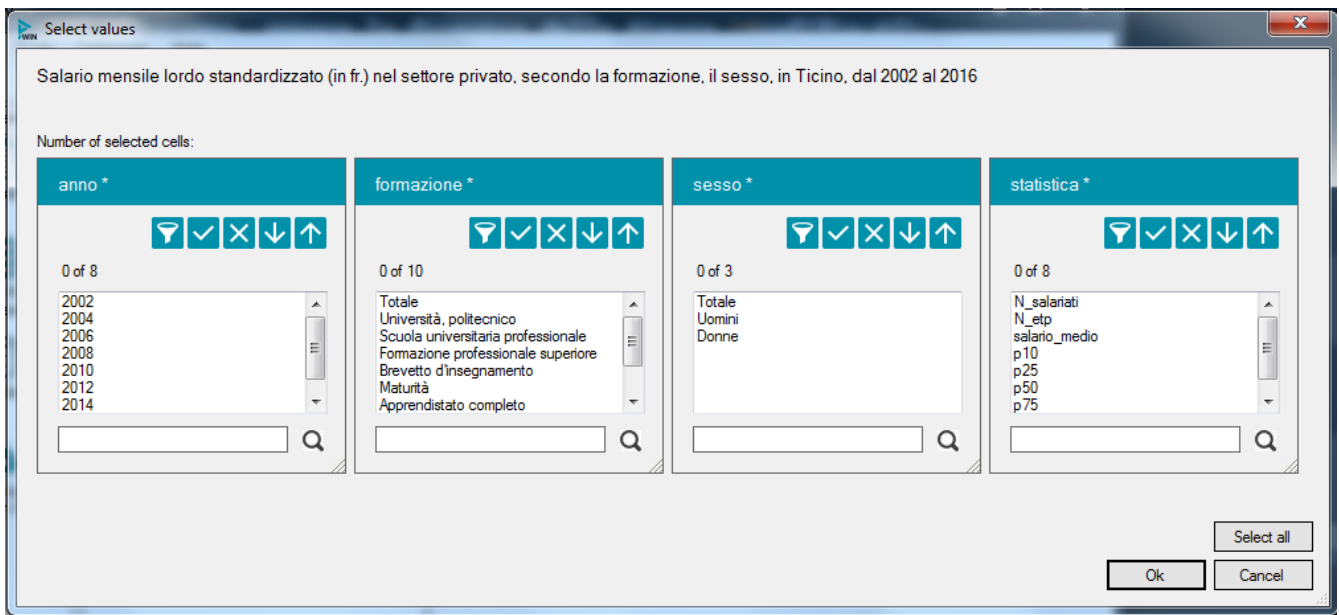 WIN Select values
Salario mensile lordo standardizzato (in fr.) nel settore privato, secondo la formazione, il sesso, in Ticino, dal 2002 al 2016
Number of selected cells:
anno *
0 of 8
2002
2004
2006
2008
2010
2012
2014
formazione *
0 of 10
Totale
Università, politecnico
Scuola universitaria professionale
Formazione professionale superiore
Brevetto d'insegnamento
Maturità
Apprendistato completo
sesso *
0 of 3
Totale
Uomini
Donne
statistica *
0 of 8
N_salariati
N_etp
salario_medio
p10
p25
p50
p75
Select all
Ok Cancel